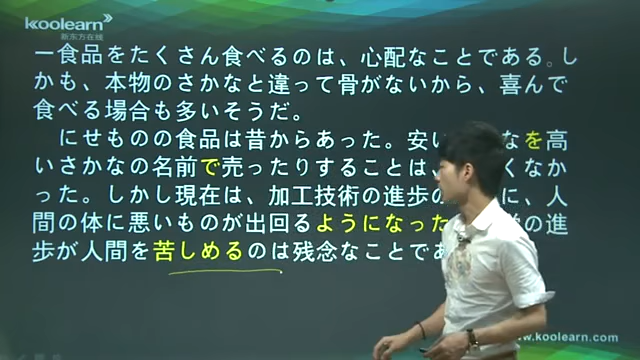 koolearn
新东方在线
ー食品をたくさん食べるのは、心配なことである。し
かも、本物のさかなと違って骨がないから、喜んで
食べる場合も多いそうだ。
にせものの食品は昔からあった。安い なを高
いさかなの名前で売ったりすることは、 くなか
った。しかし現在は、加工技術の進歩の に、人
間の体に悪いものが出回るようになった の進
歩が人間を苦しめるのは残念なことで
www.koolearn.com